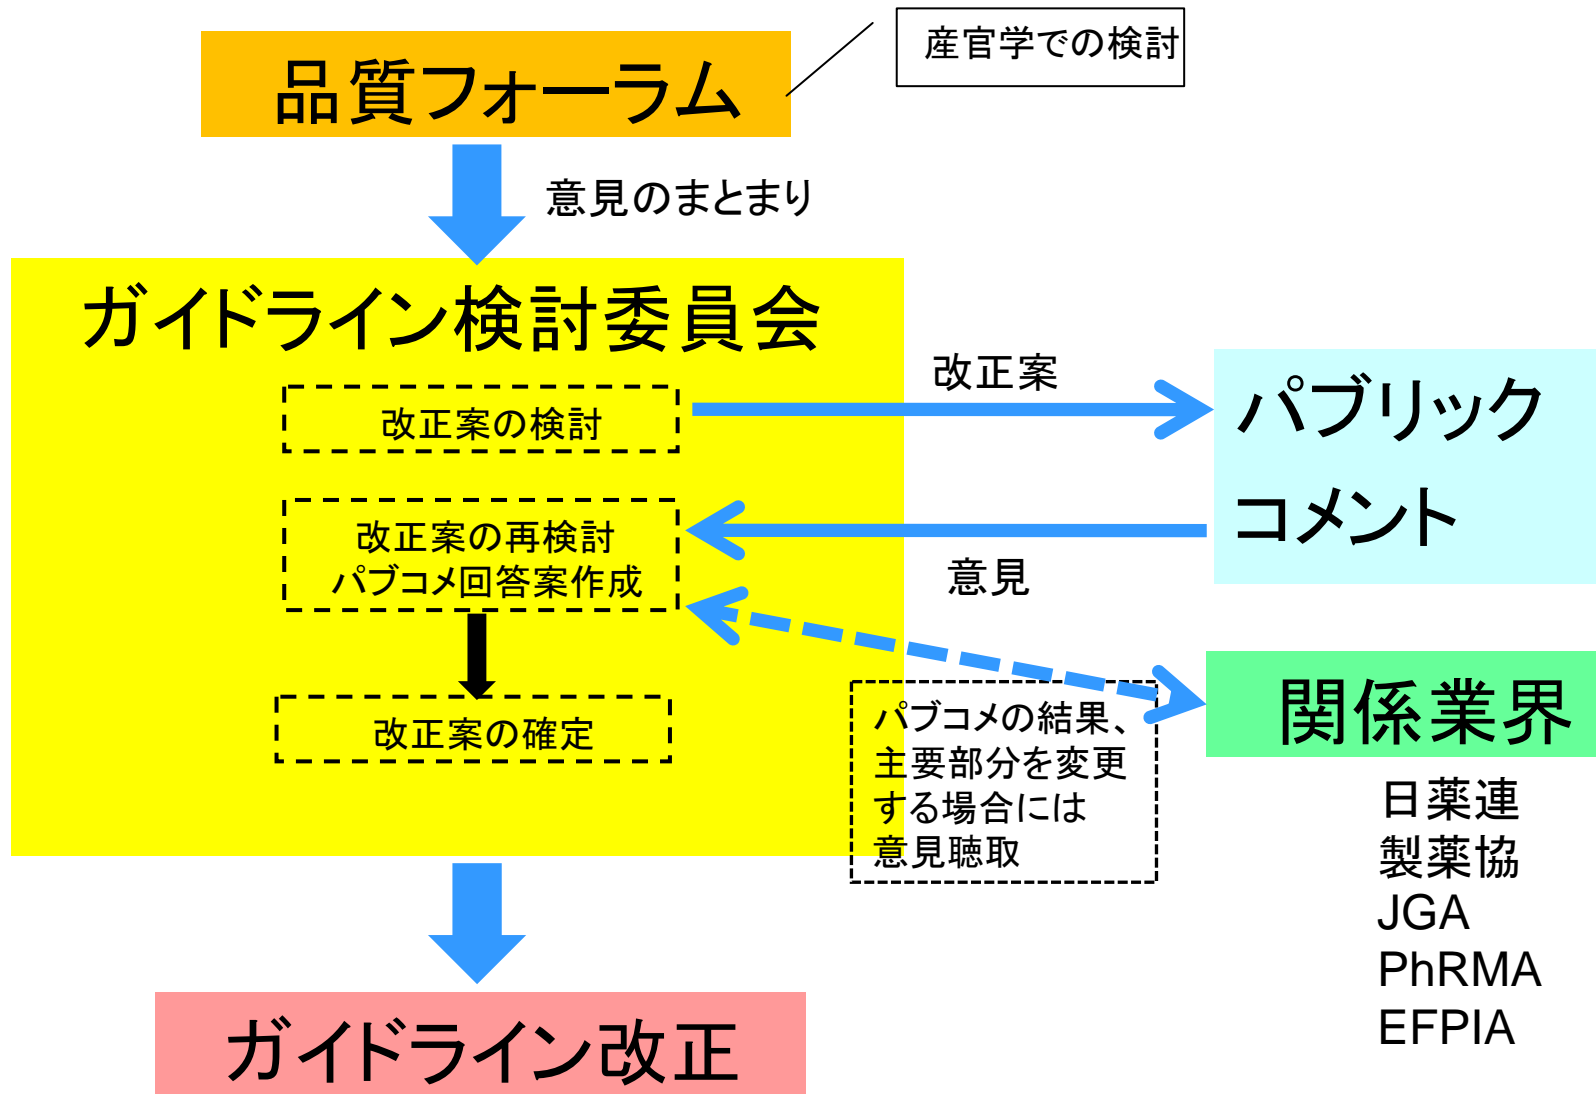 産官学での検討
品質フォーラム
意見のまとまり
ガイドライン検討委員会
改正案の検討
改正案
パブリック
コメント
意見
改正案の再検討
パブコメ回答案作成
改正案の確定
パブコメの結果、
主要部分を変更
する場合には
意見聴取
関係業界
日薬連
製薬協
JGA
PhRMA
EFPIA
ガイドライン改正